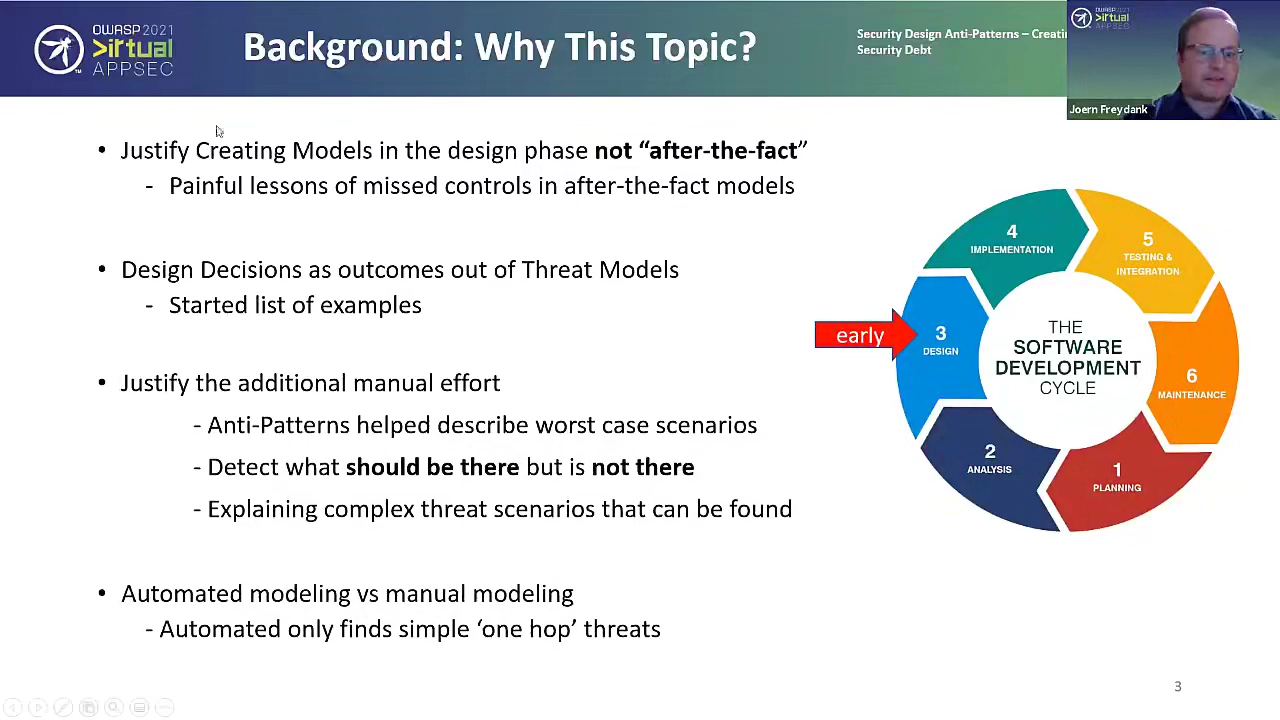 OWASP 2021
Virtual
APPSEC
Background: Why This Topic?
Security Design Anti-Patterns – Creati
Security Debt
OWASP 2021
Virtual
APPSEC
Joern Freydank
• Justify Creating Models in the design phase not “after-the-fact”
- Painful lessons of missed controls in after-the-fact models
• Design Decisions as outcomes out of Threat Models
- Started list of examples
• Justify the additional manual effort
- Anti-Patterns helped describe worst case scenarios
- Detect what should be there but is not there
- Explaining complex threat scenarios that can be found
• Automated modeling vs manual modeling
- Automated only finds simple ‘one hop’ threats
early
4
IMPLEMENTATION
5
TESTING &
INTEGRATION
3
DESIGN
THE
SOFTWARE
DEVELOPMENT
CYCLE
6
MAINTENANCE
2
ANALYSIS
1
PLANNING
3